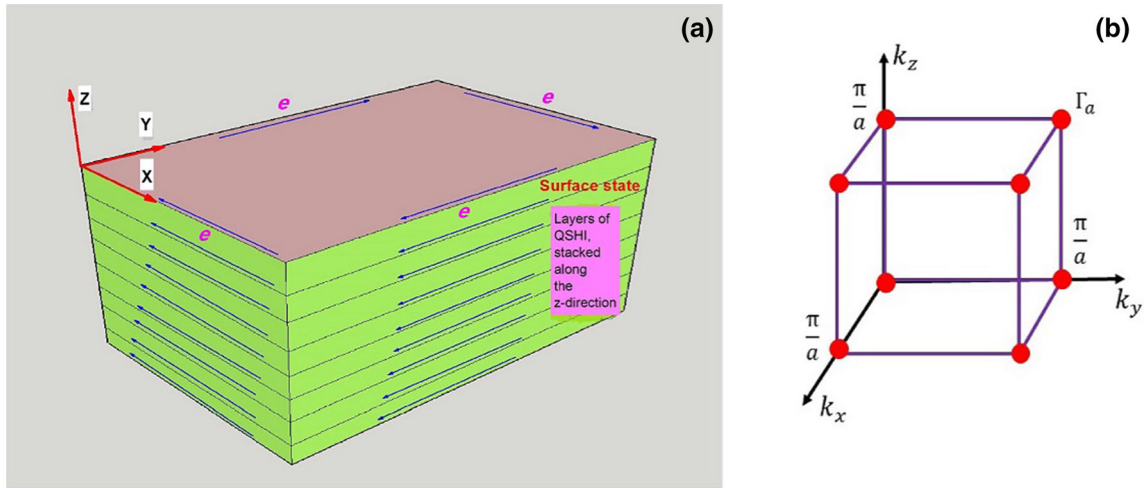 (a)
Z
Y
X
e
e
e
e
Surface state
Layers of
QSHI,
stacked
along
the
z-direction
(b)
k_z
π/a
Γ_a
π/a
k_y
π/a
k_x